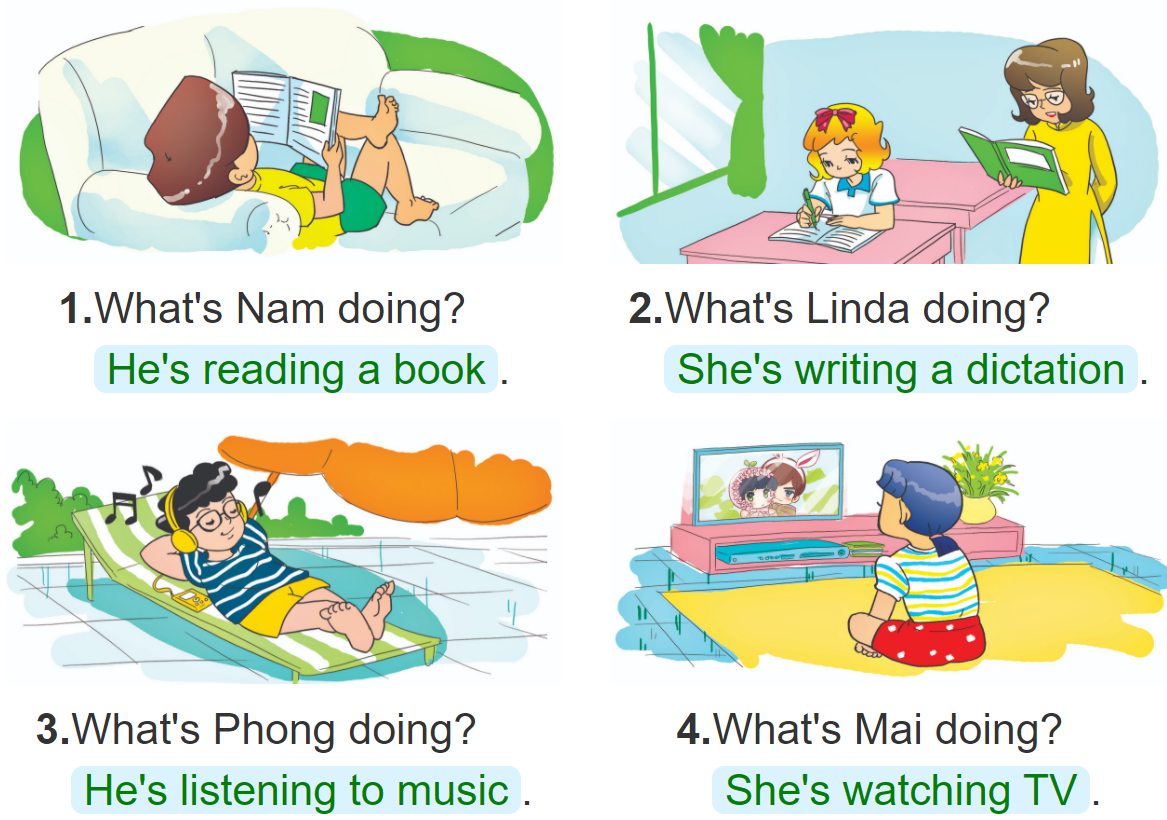 1.What's Nam doing?
He's reading a book.
2.What's Linda doing?
She's writing a dictation.
3.What's Phong doing?
He's listening to music.
4.What's Mai doing?
She's watching TV.